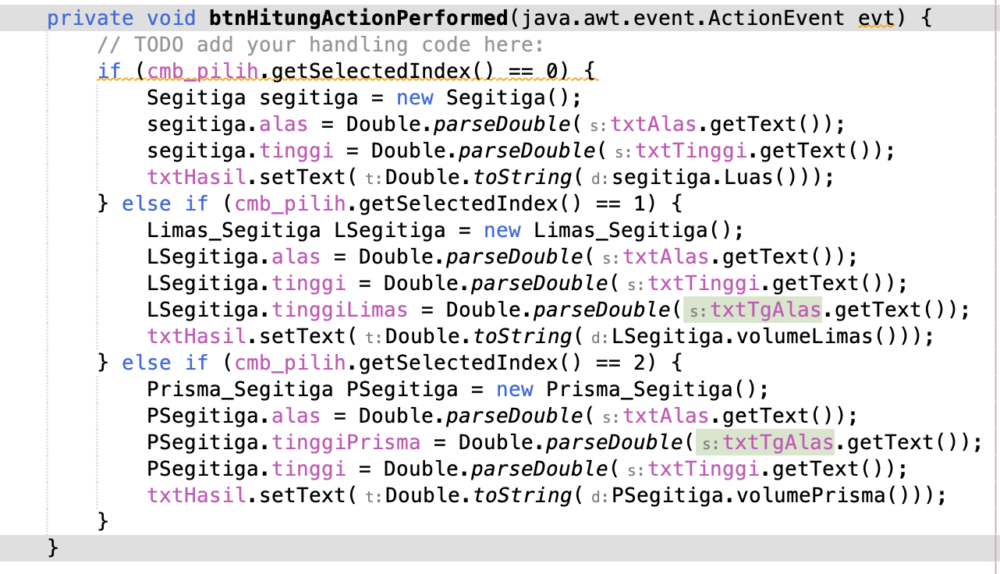 private void btnHitungActionPerformed(java.awt.event.ActionEvent evt) {
// TODO add your handling code here:
if (cmb_pilih.getSelectedIndex() == 0) {
Segitiga segitiga = new Segitiga();
segitiga.alas = Double.parseDouble( s:txtAlas.getText());
segitiga.tinggi = Double.parseDouble( s:txtTinggi.getText());
txtHasil.setText( t:Double.toString( d:segitiga.Luas()));
} else if (cmb_pilih.getSelectedIndex() == 1) {
Limas_Segitiga LSegitiga = new Limas_Segitiga();
LSegitiga.alas = Double.parseDouble( s:txtAlas.getText());
LSegitiga.tinggi = Double.parseDouble( s:txtTinggi.getText());
LSegitiga.tinggiLimas = Double.parseDouble( s:txtTgAlas.getText());
txtHasil.setText( t:Double.toString( d:LSegitiga.volumeLimas()));
} else if (cmb_pilih.getSelectedIndex() == 2) {
Prisma_Segitiga PSegitiga = new Prisma_Segitiga();
PSegitiga.alas = Double.parseDouble( s:txtAlas.getText());
PSegitiga.tinggiPrisma = Double.parseDouble( s:txtTgAlas.getText());
PSegitiga.tinggi = Double.parseDouble( s:txtTinggi.getText());
txtHasil.setText( t:Double.toString( d:PSegitiga.volumePrisma()));
}
}